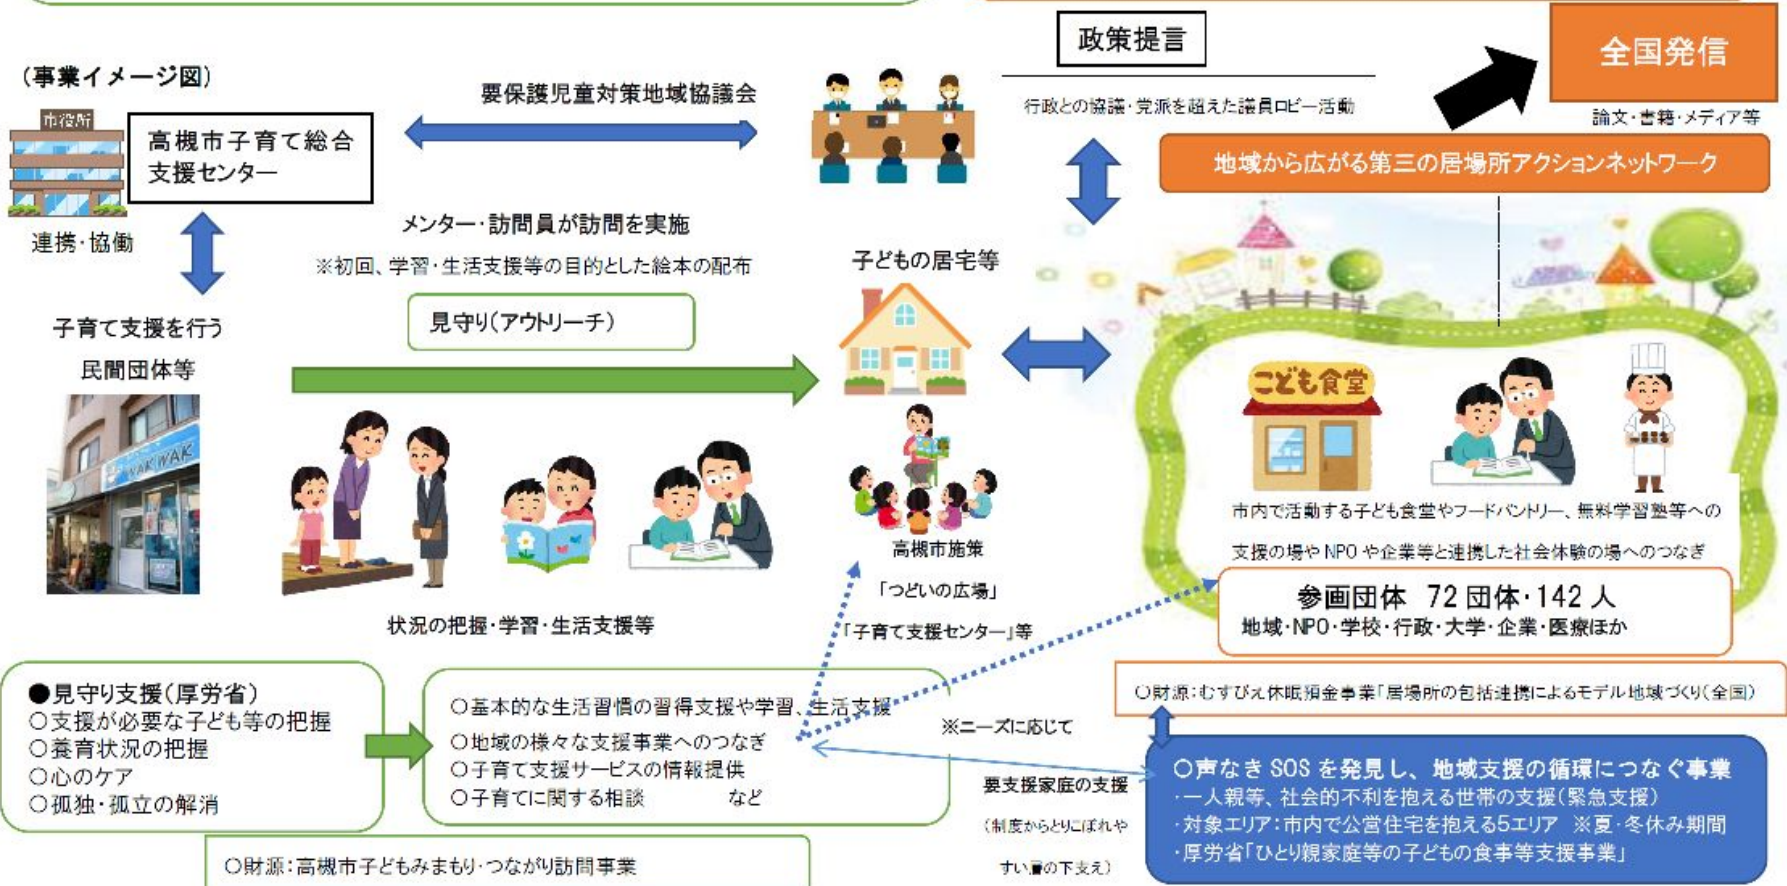 政策提言
全国発信
(事業イメージ図)
要保護児童対策地域協議会
行政との協議・党派を超えた議員ロビー活動
論文・書籍・メディア等
市役所
高槻市子育て総合
支援センター
地域から広がる第三の居場所アクションネットワーク
連携・協働
メンター・訪問員が訪問を実施
※初回、学習・生活支援等の目的とした絵本の配布
子どもの居宅等
見守り(アウトリーチ)
子育て支援を行う
民間団体等
WAK WAK
こども食堂
市内で活動する子ども食堂やフードパントリー、無料学習塾等への
支援の場や NPO や企業等と連携した社会体験の場へのつなぎ
高槻市施策
「つどいの広場」
「子育て支援センター」等
状況の把握・学習・生活支援等
参画団体 72 団体・142 人
地域・NPO・学校・行政・大学・企業・医療ほか
●見守り支援(厚労省)
○支援が必要な子ども等の把握
○養育状況の把握
○心のケア
○孤独・孤立の解消
○基本的な生活習慣の習得支援や学習、生活支援
○地域の様々な支援事業へのつなぎ
○子育て支援サービスの情報提供
○子育てに関する相談 など
○財源：むすびえ休眠預金事業「居場所の包括連携によるモデル地域づくり(全国)
※ニーズに応じて
要支援家庭の支援
(制度からとりこぼれや
すい層の下支え)
○声なき SOS を発見し、地域支援の循環につなぐ事業
・一人親等、社会的不利を抱える世帯の支援(緊急支援)
・対象エリア：市内で公営住宅を抱える5エリア ※夏・冬休み期間
・厚労省「ひとり親家庭等の子どもの食事等支援事業」
○財源：高槻市子どもみまもり・つながり訪問事業